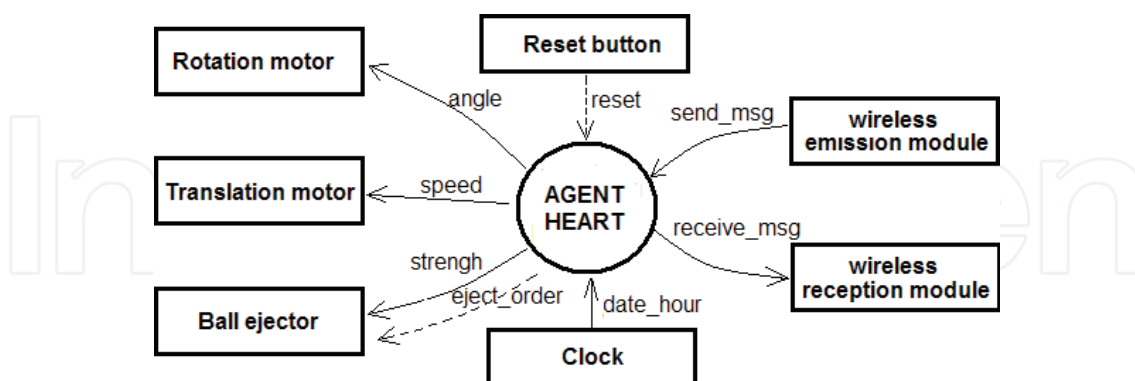 Rotation motor
Reset button
angle
reset
send_msg
wireless
emission module
Translation motor
speed
AGENT
HEART
receive_msg
wireless
reception module
strengh
eject_order
date_hour
Ball ejector
Clock